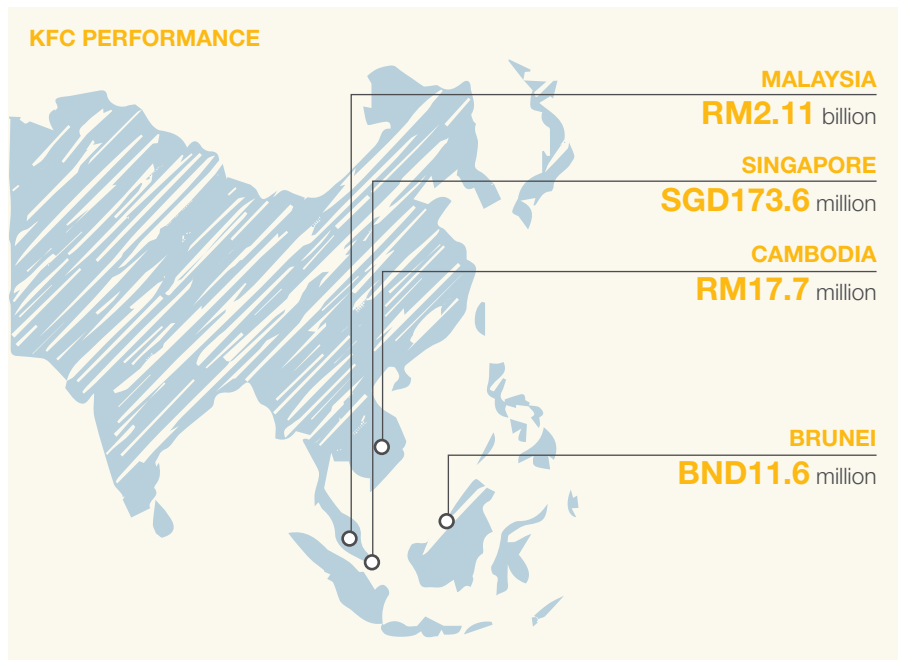 KFC PERFORMANCE
MALAYSIA
RM2.11 billion
SINGAPORE
SGD173.6 million
CAMBODIA
RM17.7 million
BRUNEI
BND11.6 million